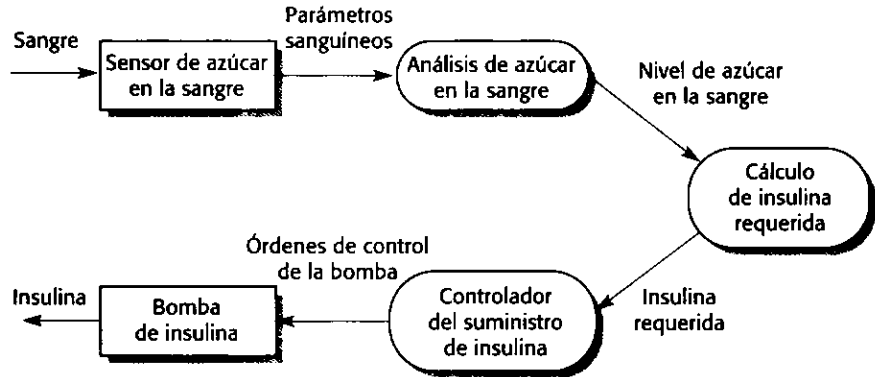 Sangre
Sensor de azúcar
en la sangre
Parámetros
sanguíneos
Análisis de azúcar
en la sangre
Nivel de azúcar
en la sangre
Cálculo
de insulina
requerida
Insulina
requerida
Controlador
del suministro
de insulina
Órdenes de control
de la bomba
Bomba
de insulina
Insulina